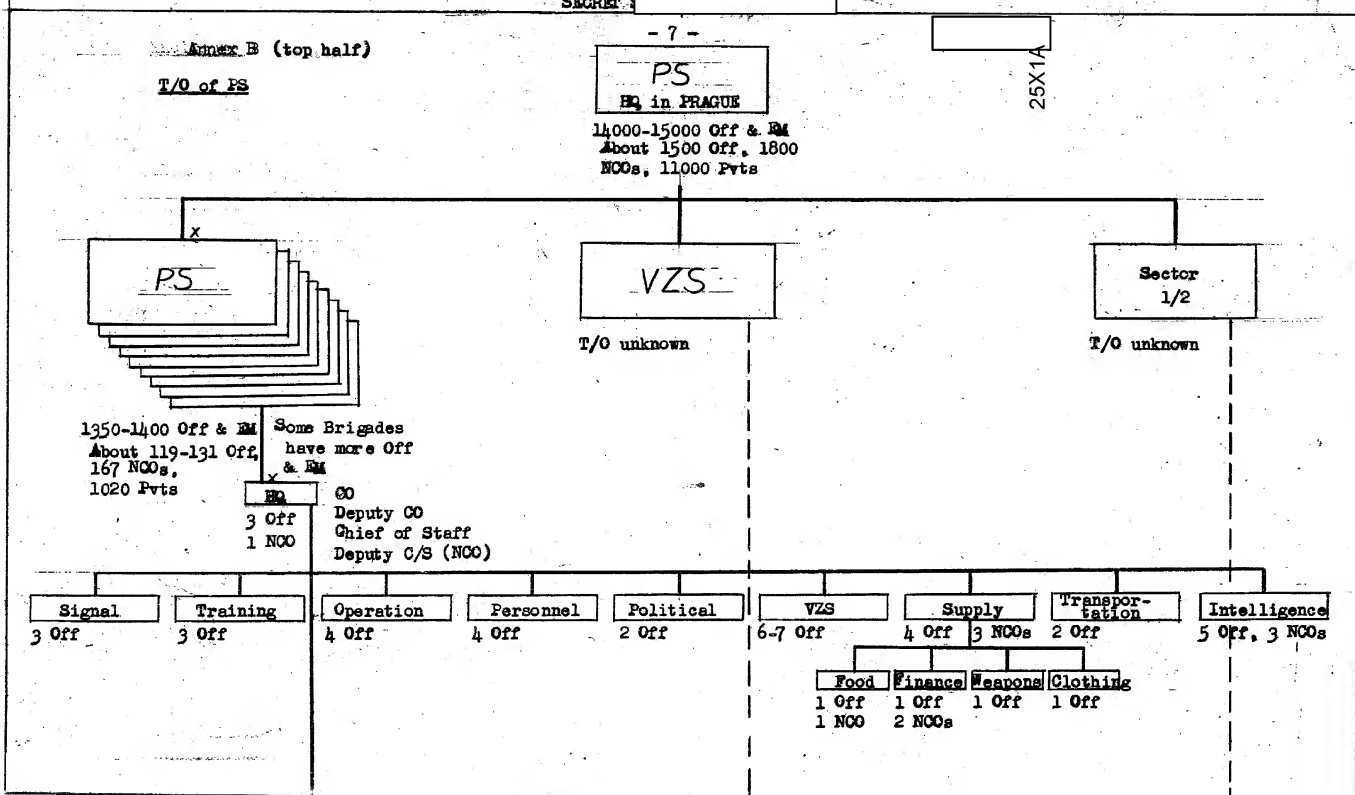 SECRET
- 7 -
Annex B (top half)
T/O of PS
25X1A
PS
HQ in PRAGUE
14000-15000 Off & EM
About 1500 Off, 1800
NCOs, 11000 Pvts
x
PS
VZS
Sector
1/2
T/O unknown
T/O unknown
1350-1400 Off & EM
About 119-131 Off,
167 NCOs,
1020 Pvts
Some Brigades
have more Off
& EM
x
HQ
3 Off
1 NCO
CO
Deputy CO
Chief of Staff
Deputy C/S (NCO)
Signal
3 Off
Training
3 Off
Operation
4 Off
Personnel
4 Off
Political
2 Off
VZS
6-7 Off
Supply
4 Off 3 NCOs
Transpor-
tation
2 Off
Intelligence
5 Off, 3 NCOs
Food
1 Off
1 NCO
Finance
1 Off
2 NCOs
Weapons
1 Off
Clothing
1 Off